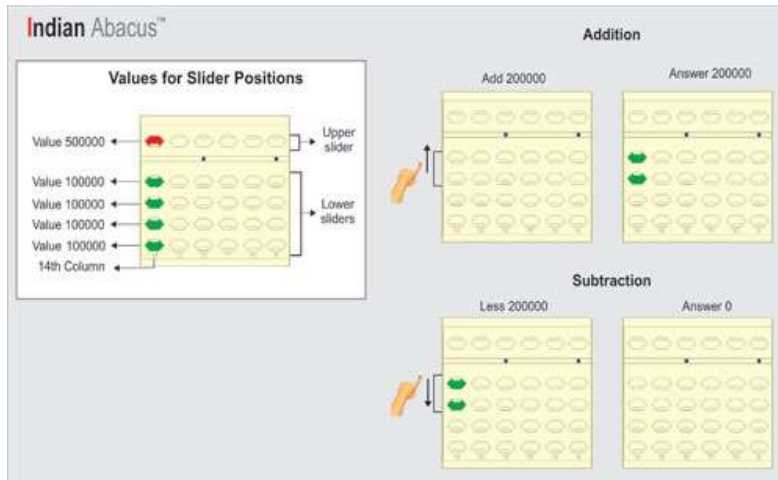 Indian Abacus™
Values for Slider Positions
Value 500000
Upper
slider
Value 100000
Value 100000
Value 100000
Value 100000
Lower
sliders
14th Column
Addition
Add 200000
Answer 200000
Subtraction
Less 200000
Answer 0